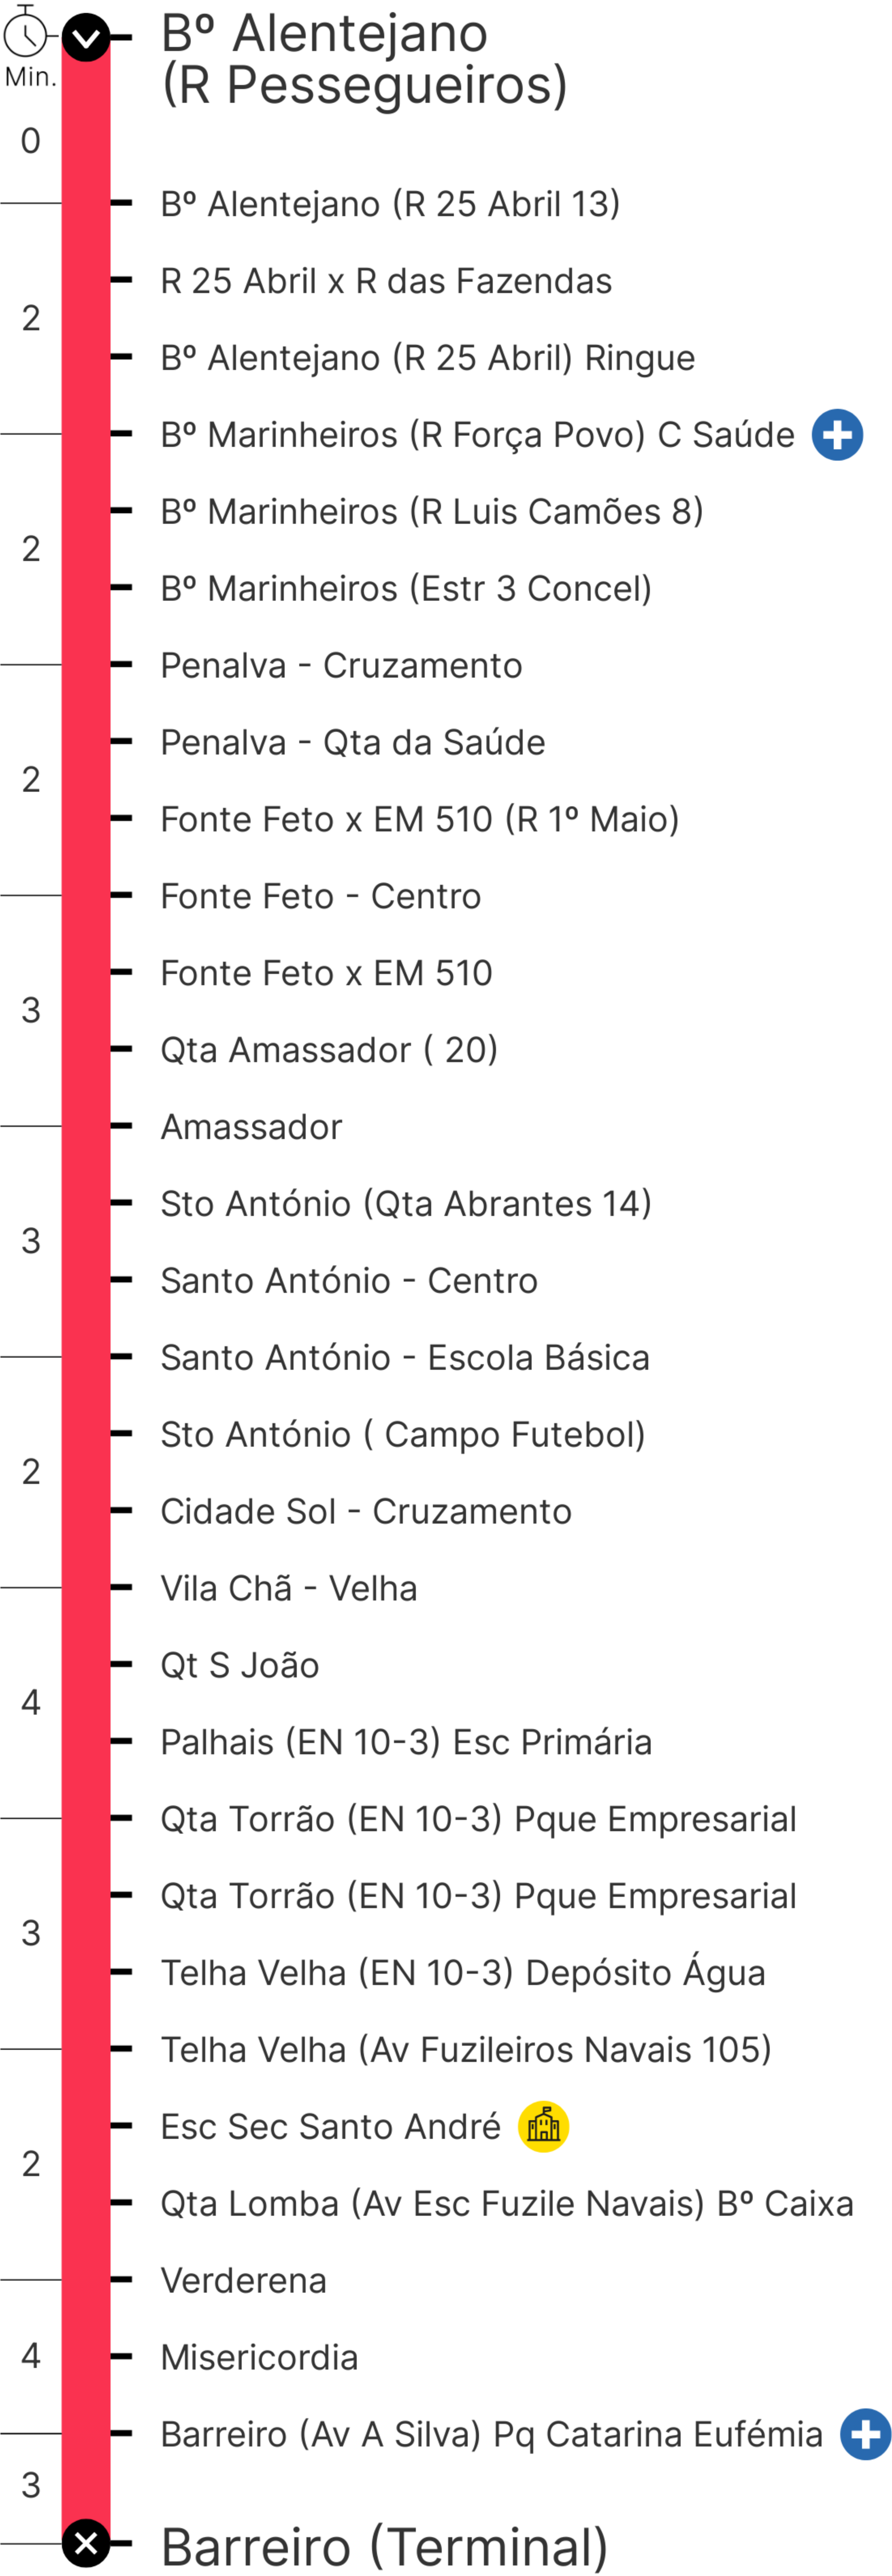 Bº Alentejano
(R Pessegueiros)
Min.
0
Bº Alentejano (R 25 Abril 13)
R 25 Abril x R das Fazendas
2
Bº Alentejano (R 25 Abril) Ringue
Bº Marinheiros (R Força Povo) C Saúde
Bº Marinheiros (R Luis Camões 8)
2
Bº Marinheiros (Estr 3 Concel)
Penalva - Cruzamento
Penalva - Qta da Saúde
2
Fonte Feto x EM 510 (R 1º Maio)
Fonte Feto - Centro
Fonte Feto x EM 510
3
Qta Amassador ( 20)
Amassador
Sto António (Qta Abrantes 14)
3
Santo António - Centro
Santo António - Escola Básica
Sto António ( Campo Futebol)
2
Cidade Sol - Cruzamento
Vila Chã - Velha
Qt S João
4
Palhais (EN 10-3) Esc Primária
Qta Torrão (EN 10-3) Pque Empresarial
Qta Torrão (EN 10-3) Pque Empresarial
3
Telha Velha (EN 10-3) Depósito Água
Telha Velha (Av Fuzileiros Navais 105)
Esc Sec Santo André
2
Qta Lomba (Av Esc Fuzile Navais) Bº Caixa
Verderena
4
Misericordia
Barreiro (Av A Silva) Pq Catarina Eufémia
3
Barreiro (Terminal)